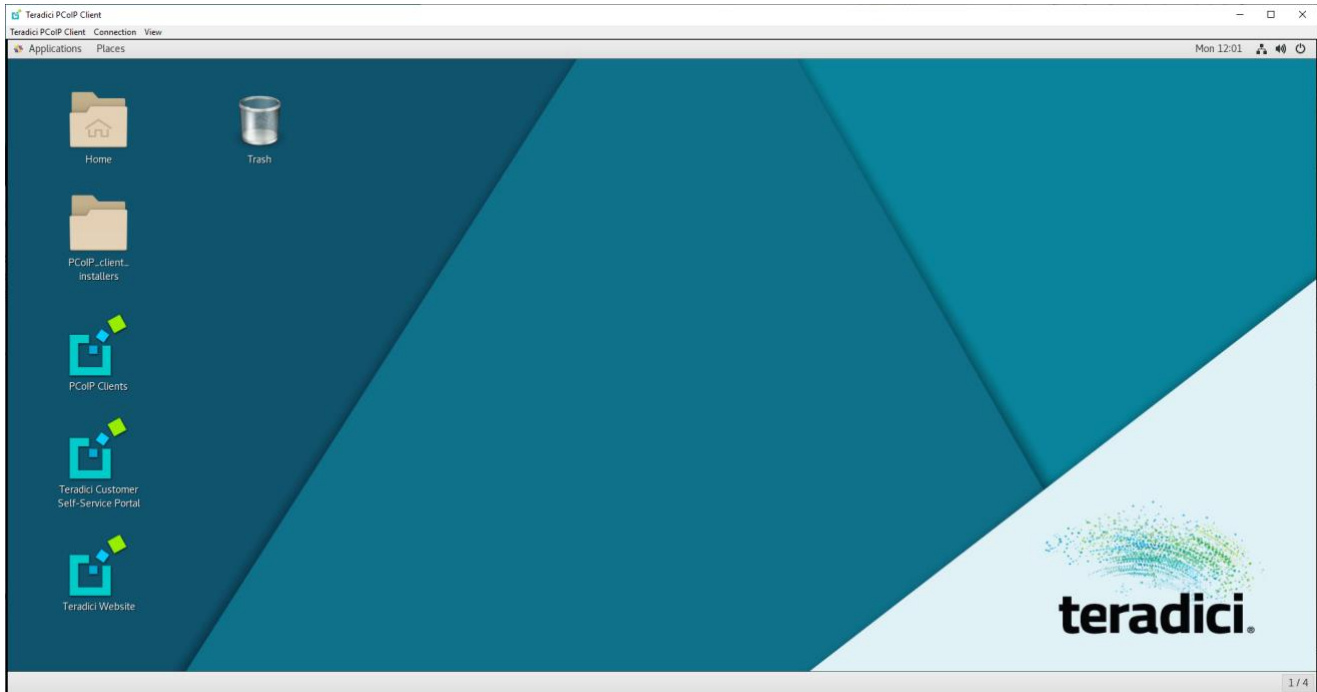 Teradici PCoIP Client
Teradici PCoIP Client Connection View
Applications Places Mon 12:01
Home
Trash
PCoIP_client_
installers
PCoIP Clients
Teradici Customer
Self-Service Portal
Teradici Website
teradici®
1 / 4